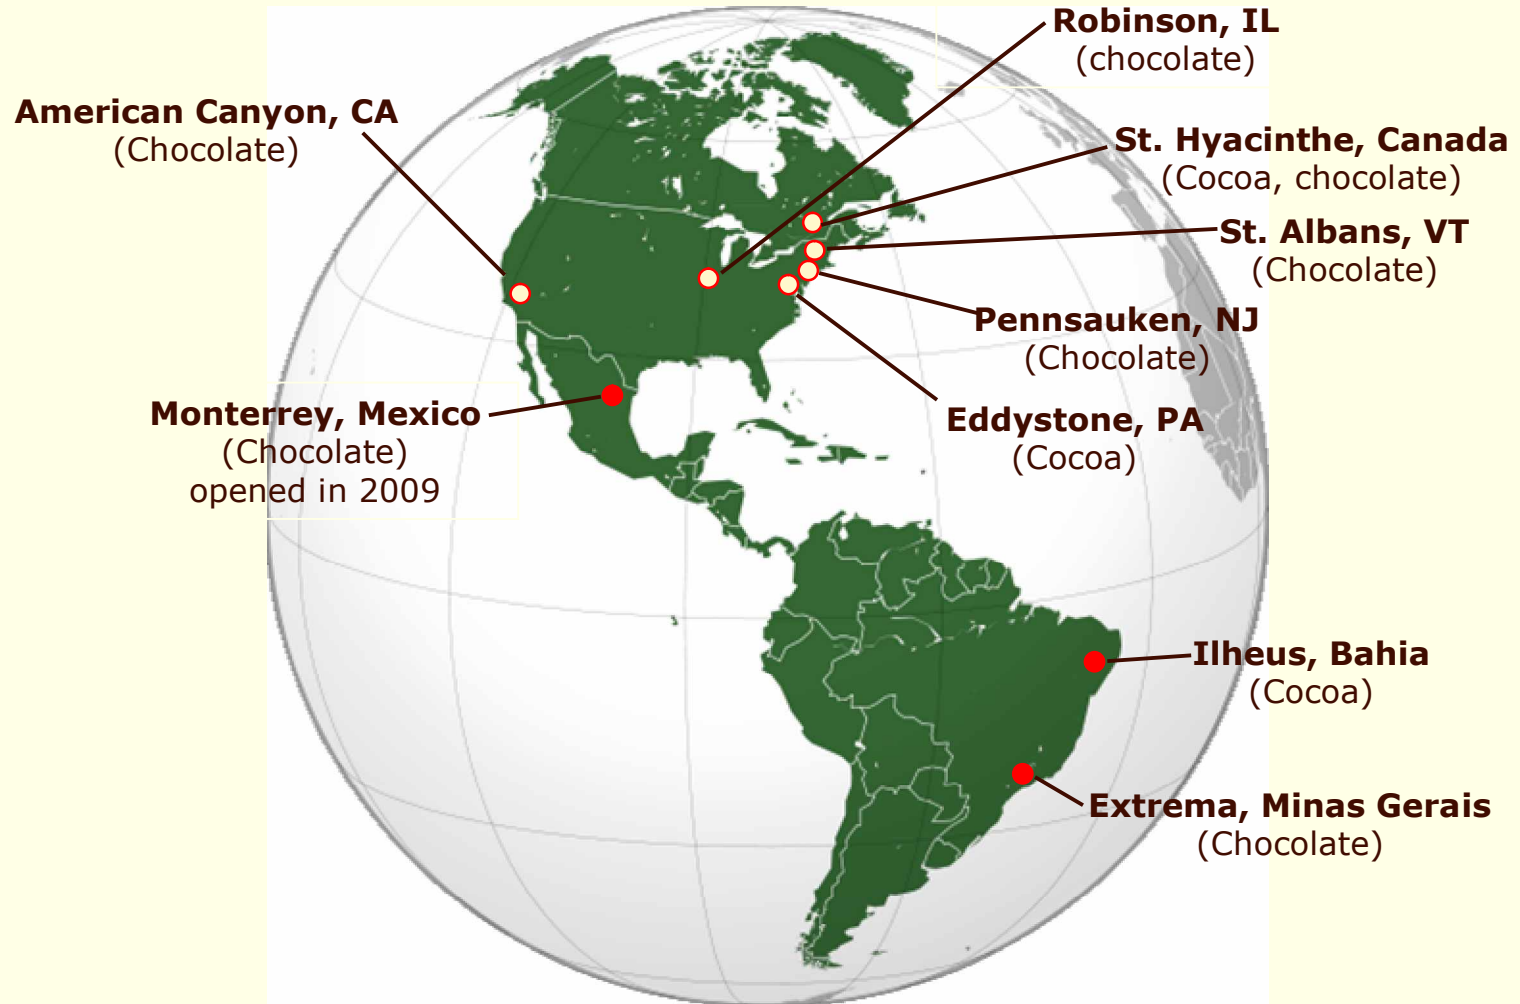 Robinson, IL
(chocolate)
American Canyon, CA
(Chocolate)
St. Hyacinthe, Canada
(Cocoa, chocolate)
St. Albans, VT
(Chocolate)
Pennsauken, NJ
(Chocolate)
Monterrey, Mexico
(Chocolate)
opened in 2009
Eddystone, PA
(Cocoa)
Ilheus, Bahia
(Cocoa)
Extrema, Minas Gerais
(Chocolate)